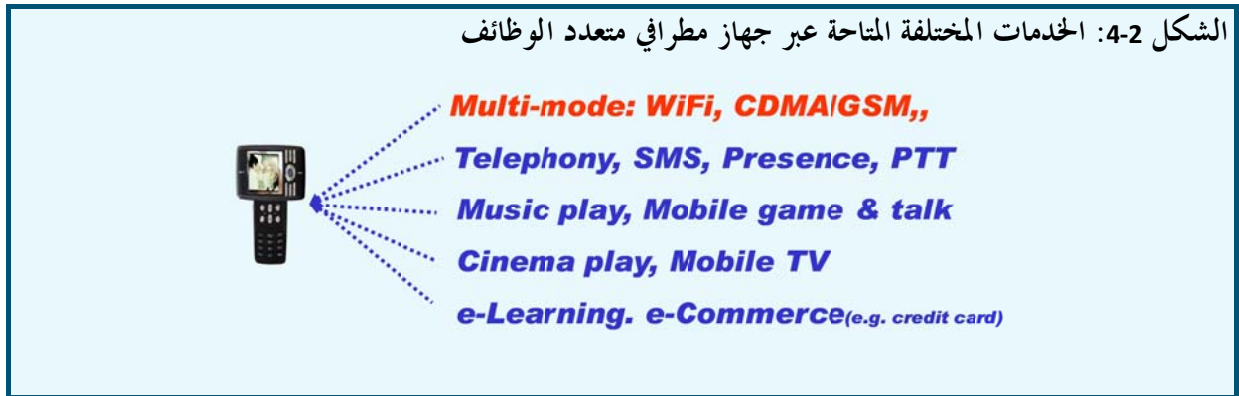 الشكل 2-4: الخدمات المختلفة المتاحة عبر جهاز مطرافي متعدد الوظائف
Multi-mode: WiFi, CDMA/GSM,,
Telephony, SMS, Presence, PTT
Music play, Mobile game & talk
Cinema play, Mobile TV
e-Learning. e-Commerce(e.g. credit card)